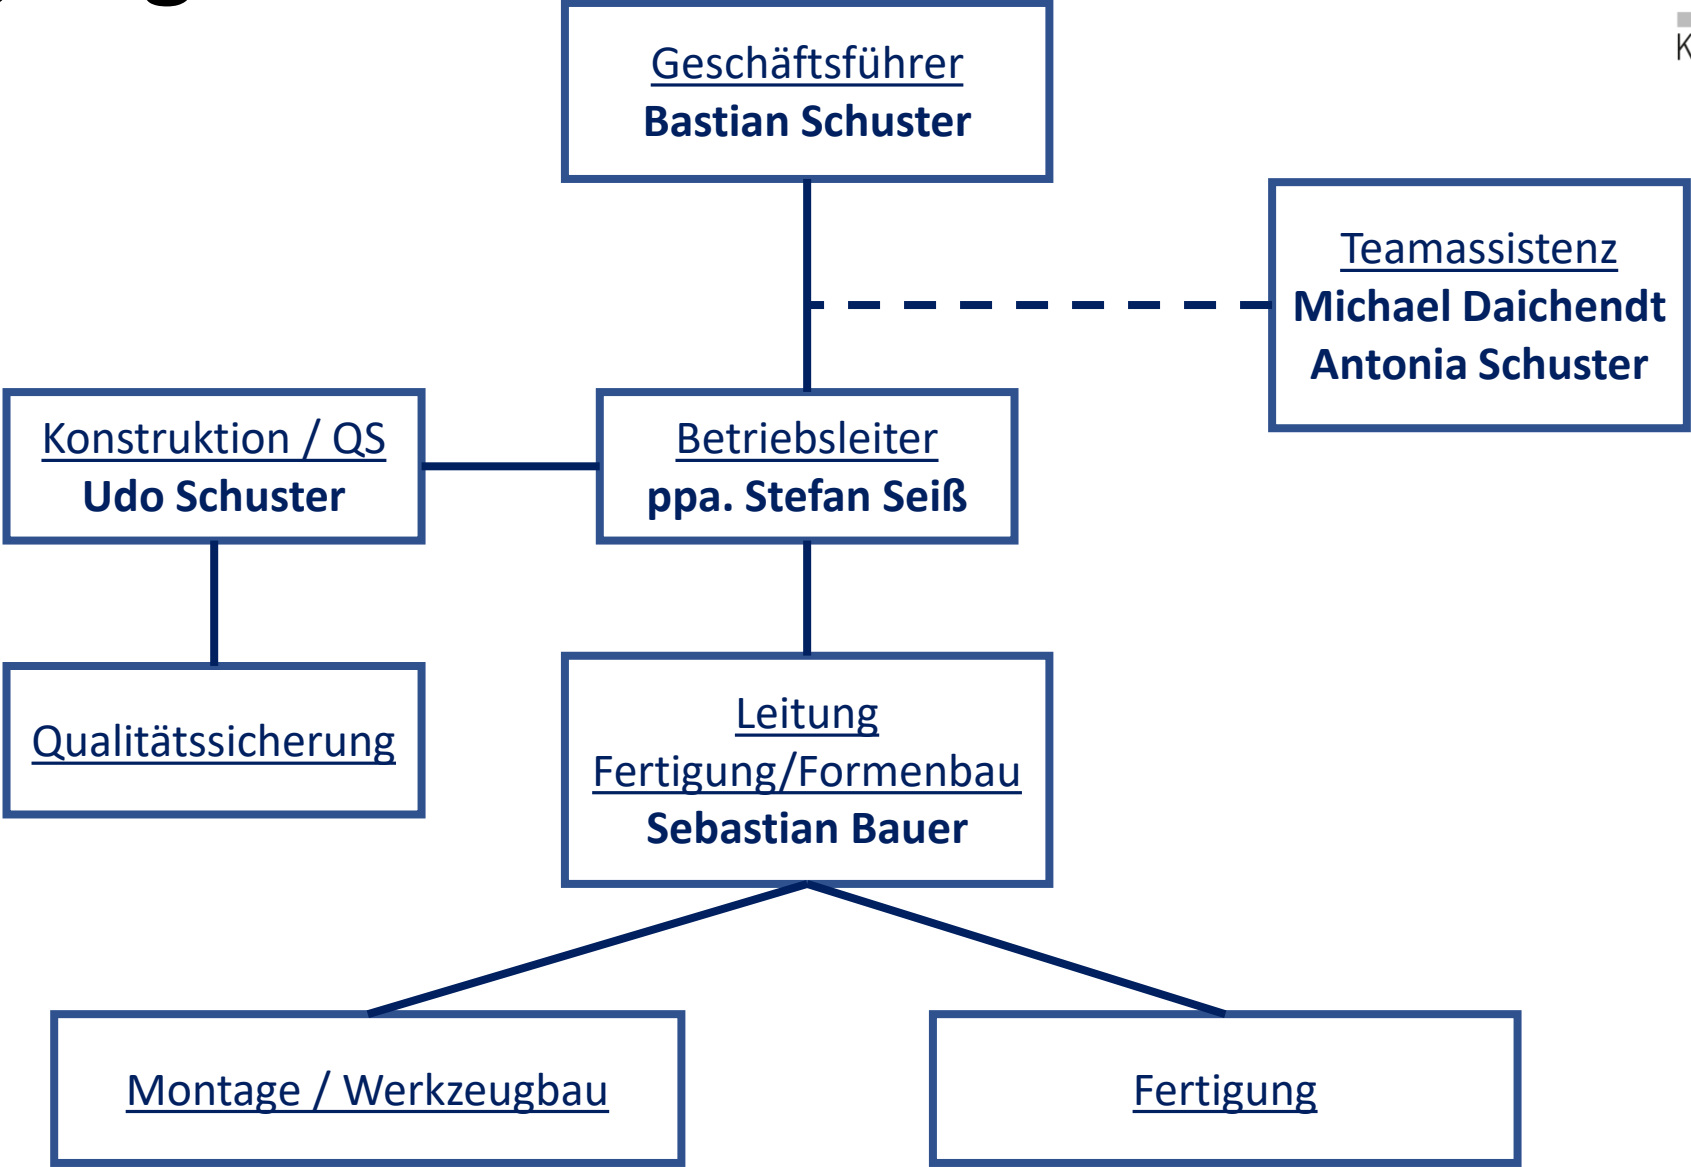 Geschäftsführer
Bastian Schuster
Teamassistenz
Michael Daichendt
Antonia Schuster
Konstruktion / QS
Udo Schuster
Betriebsleiter
ppa. Stefan Seiß
Qualitätssicherung
Leitung
Fertigung/Formenbau
Sebastian Bauer
Montage / Werkzeugbau
Fertigung